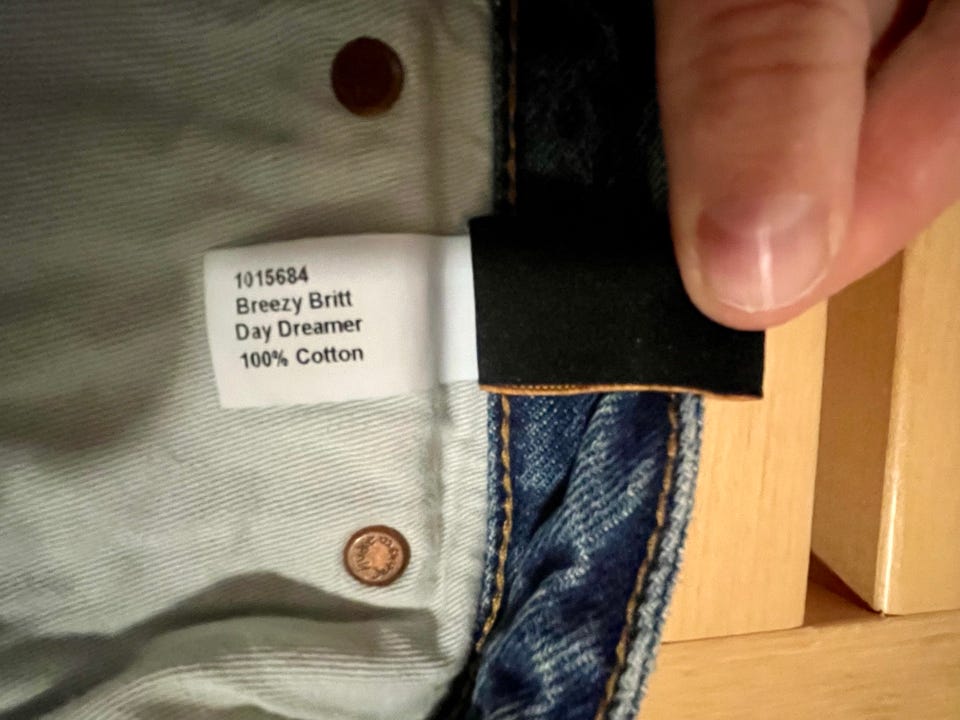 1015684
Breezy Britt
Day Dreamer
100% Cotton